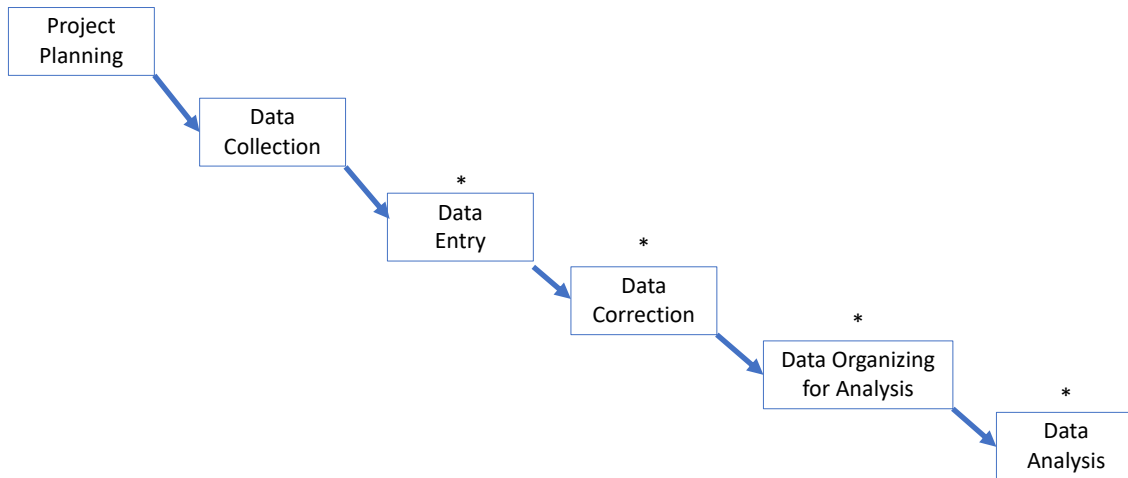 Project
Planning
Data
Collection
*
Data
Entry
*
Data
Correction
*
Data Organizing
for Analysis
*
Data
Analysis